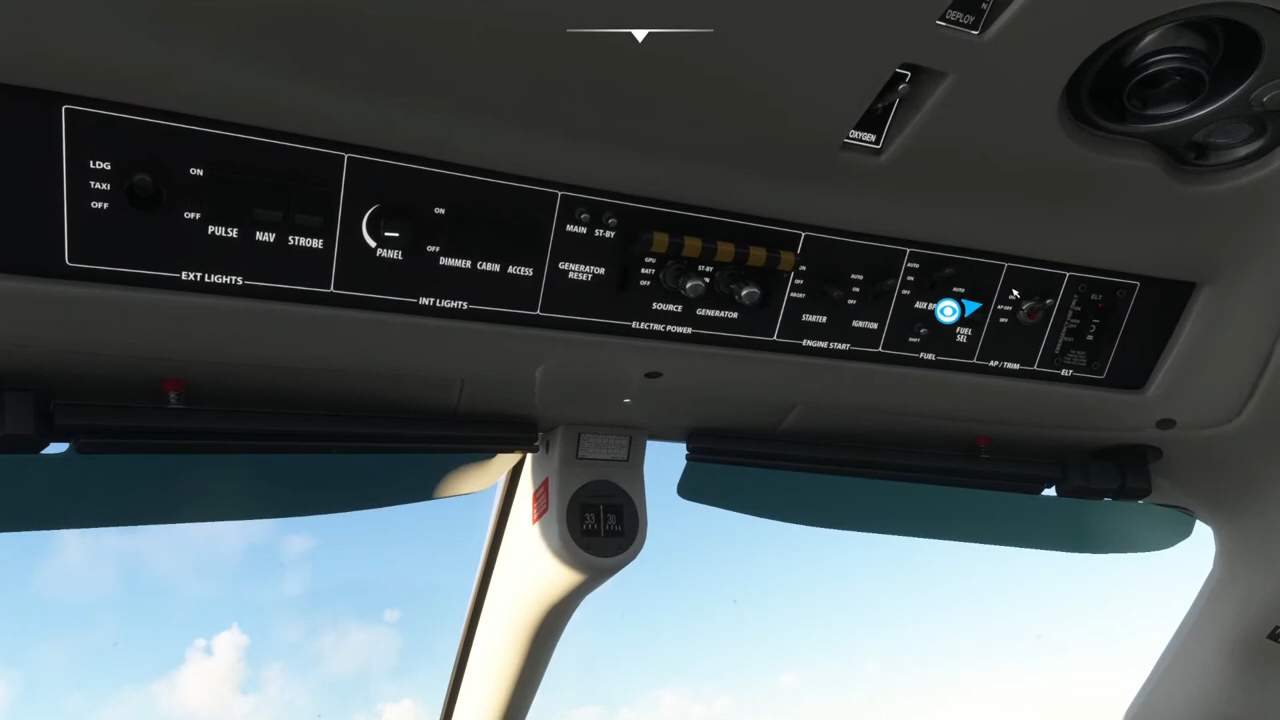 DEPLOY
OXYGEN
LDG
TAXI
OFF
ON
OFF
PULSE
NAV
STROBE
EXT LIGHTS
PANEL
ON
OFF
DIMMER
CABIN
ACCESS
INT LIGHTS
MAIN
ST-BY
GENERATOR
RESET
GPU
BATT
OFF
ST-BY
SOURCE
GENERATOR
ELECTRIC POWER
ON
OFF
ABORT
STARTER
AUTO
ON
OFF
IGNITION
ENGINE START
AUTO
ON
OFF
AUX
AUTO
SHIFT
FUEL
SEL
FUEL
AP OFF
OFF
AP / TRIM
ELT
ELT
33
30